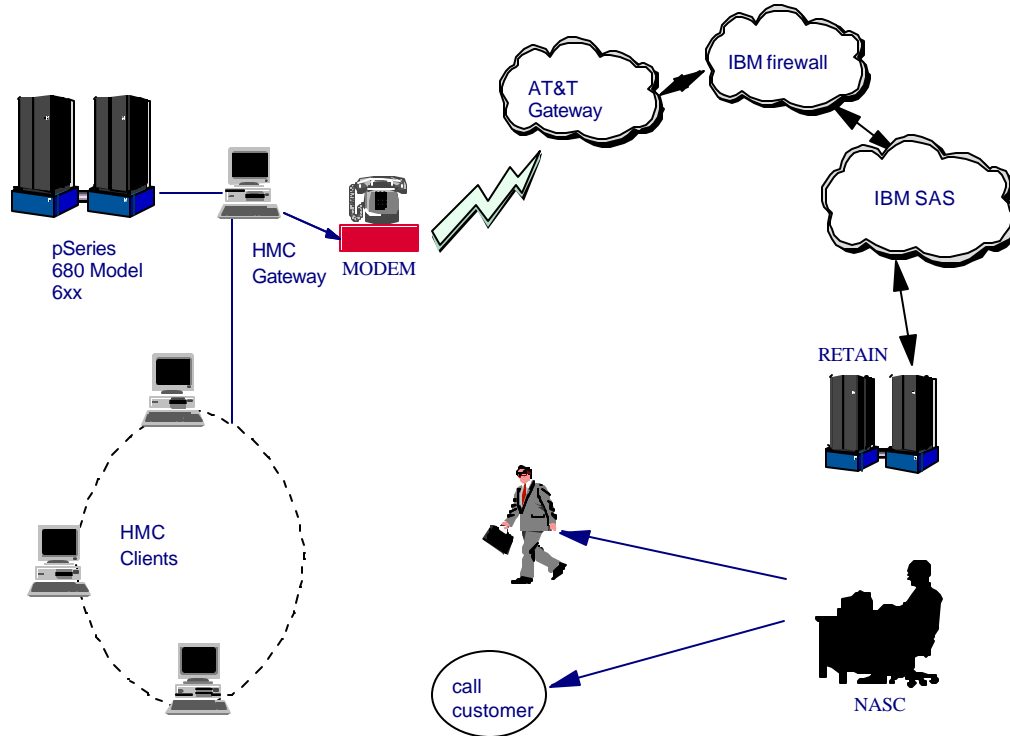 IBM firewall
AT&T
Gateway
IBM SAS
pSeries
680 Model
6xx
HMC
Gateway
MODEM
RETAIN
HMC
Clients
call
customer
NASC